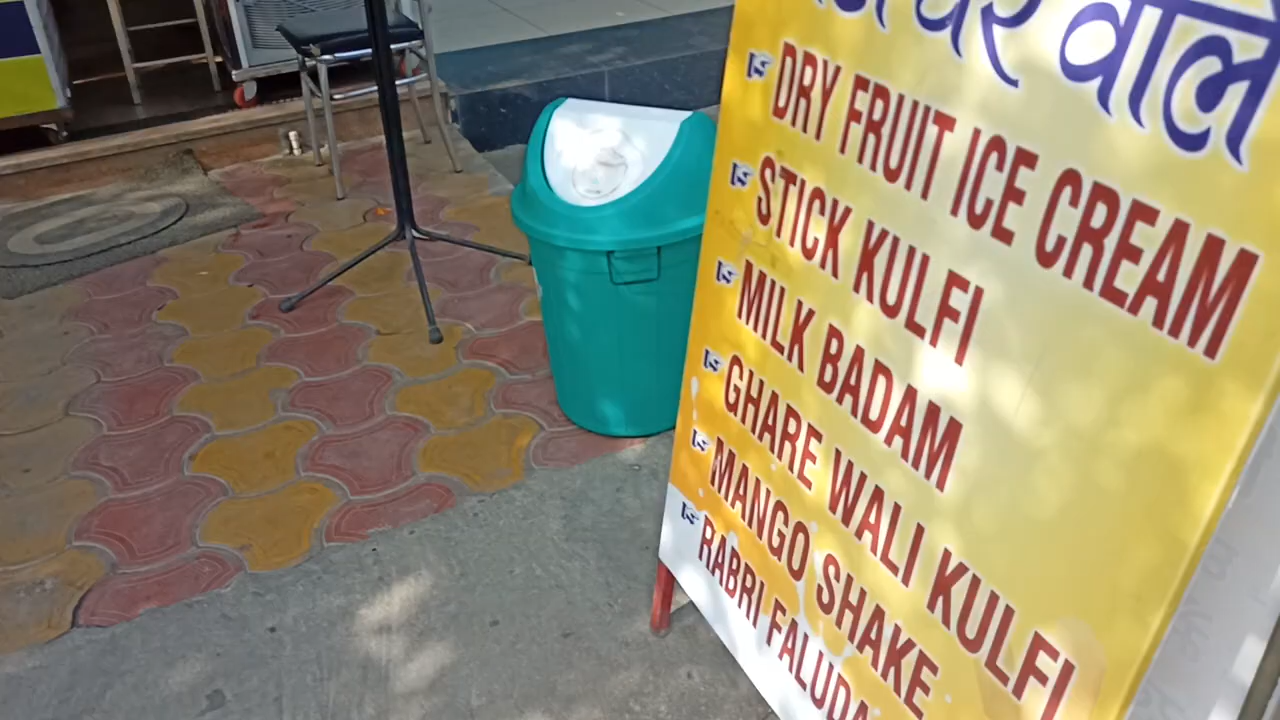 वाले
DRY FRUIT ICE CREAM
STICK KULFI
MILK BADAM
GHARE WALI KULFI
MANGO SHAKE
RABRI FALUDA